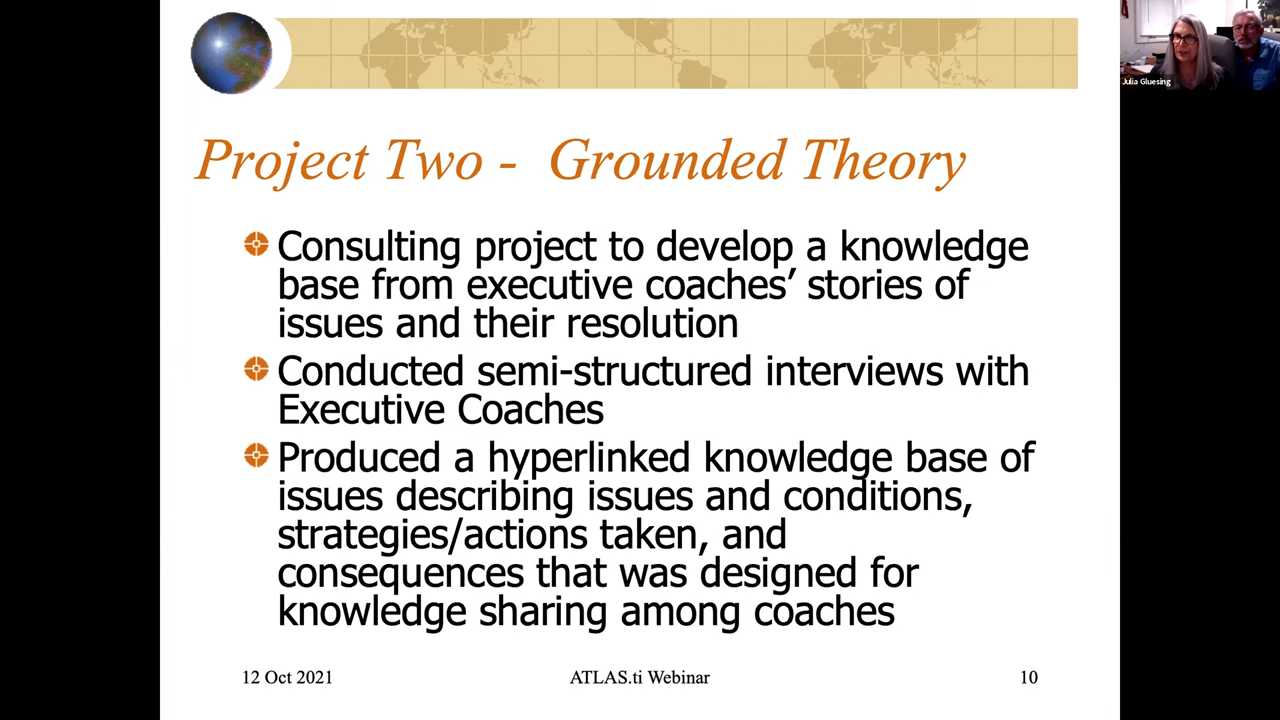 Julia Gluesing
Project Two - Grounded Theory
Consulting project to develop a knowledge
base from executive coaches’ stories of
issues and their resolution
Conducted semi-structured interviews with
Executive Coaches
Produced a hyperlinked knowledge base of
issues describing issues and conditions,
strategies/actions taken, and
consequences that was designed for
knowledge sharing among coaches
12 Oct 2021
ATLAS.ti Webinar
10